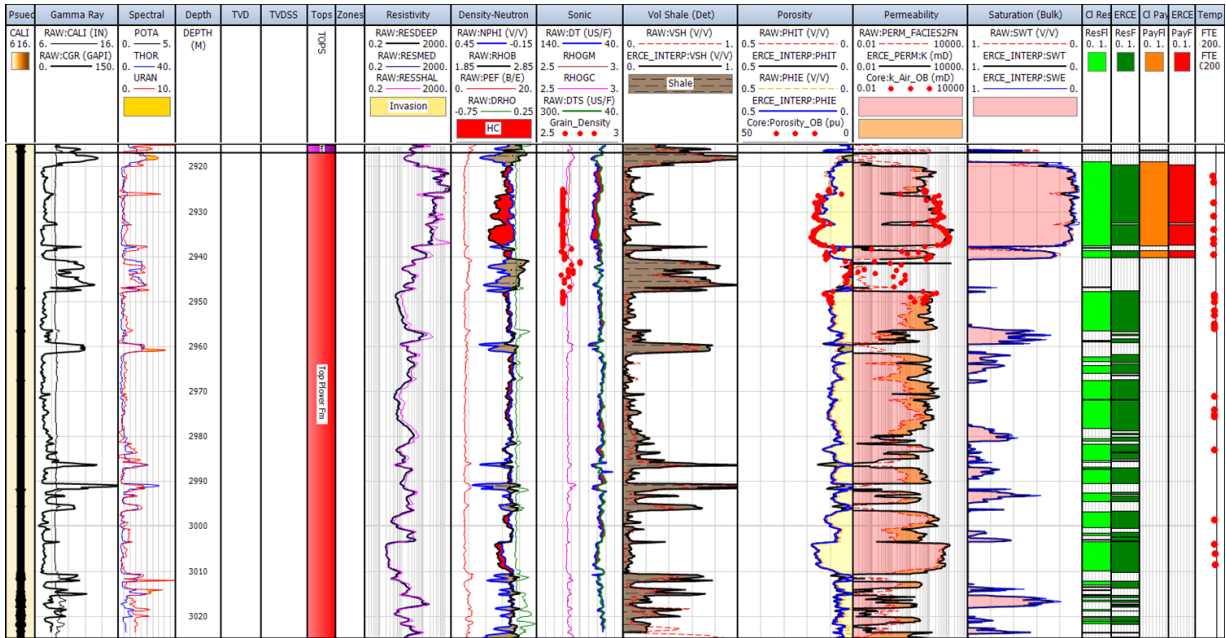 Psued Gamma Ray Spectral Depth TVD TVDSS Tops Zones Resistivity Density-Neutron Sonic Vol Shale (Det) Porosity Permeability Saturation (Bulk) Cl Res ERCE Cl Pay ERCE Temp
CALI
6 16.
RAW:CALI (IN)
6. 16.
RAW:CGR (GAPI)
0. 150.
POTA
0. 5.
THOR
0. 40.
URAN
0. 10.
DEPTH
(M)
TOPS
RAW:RESDEEP
0.2 2000.
RAW:RESMED
0.2 2000.
RAW:RESSHAL
0.2 2000.
Invasion
RAW:NPHI (V/V)
0.45 -0.15
RAW:RHOB
1.85 2.85
RAW:PEF (B/E)
0. 20.
RAW:DRHO
-0.75 0.25
HC
RAW:DT (US/F)
140. 40.
RHOGM
2.5 3.
RHOGC
2.5 3.
RAW:DTS (US/F)
300. 40.
Grain_Density
2.5 3
RAW:VSH (V/V)
0. 1.
ERCE_INTERP:VSH (V/V)
0. 1.
Shale
RAW:PHIT (V/V)
0.5 0.
ERCE_INTERP:PHIT
0.5 0.
RAW:PHIE (V/V)
0.5 0.
ERCE_INTERP:PHIE
0.5 0.
Core:Porosity_OB (pu)
50 0
RAW:PERM_FACIES2FN
0.01 10000.
ERCE_PERM:K (mD)
0.01 10000.
Core:k_Air_OB (mD)
0.01 10000
RAW:SWT (V/V)
1. 0.
ERCE_INTERP:SWT
0.5 0.
ERCE_INTERP:SWE
0.5 0.
ResFl
0. 1.
ResF
0. 1.
PayFl
0. 1.
PayF
0. 1.
FTE
200.
FTE
2920
2930
2940
2950
2960
2970
2980
2990
3000
3010
3020
Top Plover Fm